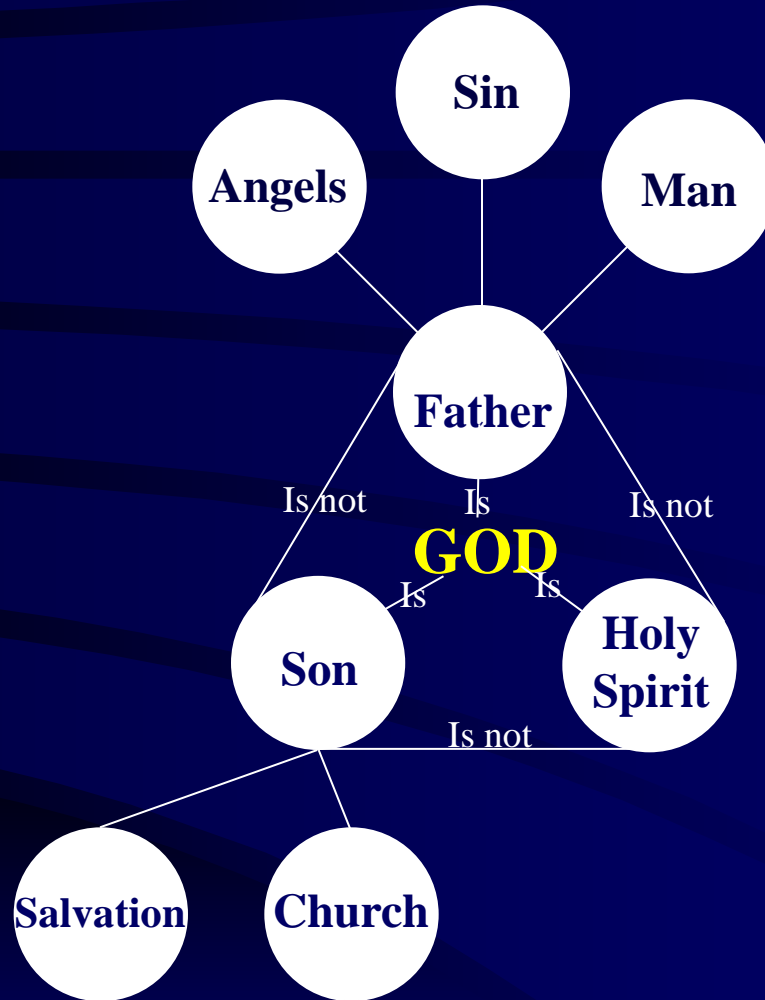 Sin
Angels
Man
Father
Is not
Is
Is not
GOD
Is
Is
Son
Holy
Spirit
Is not
Salvation
Church